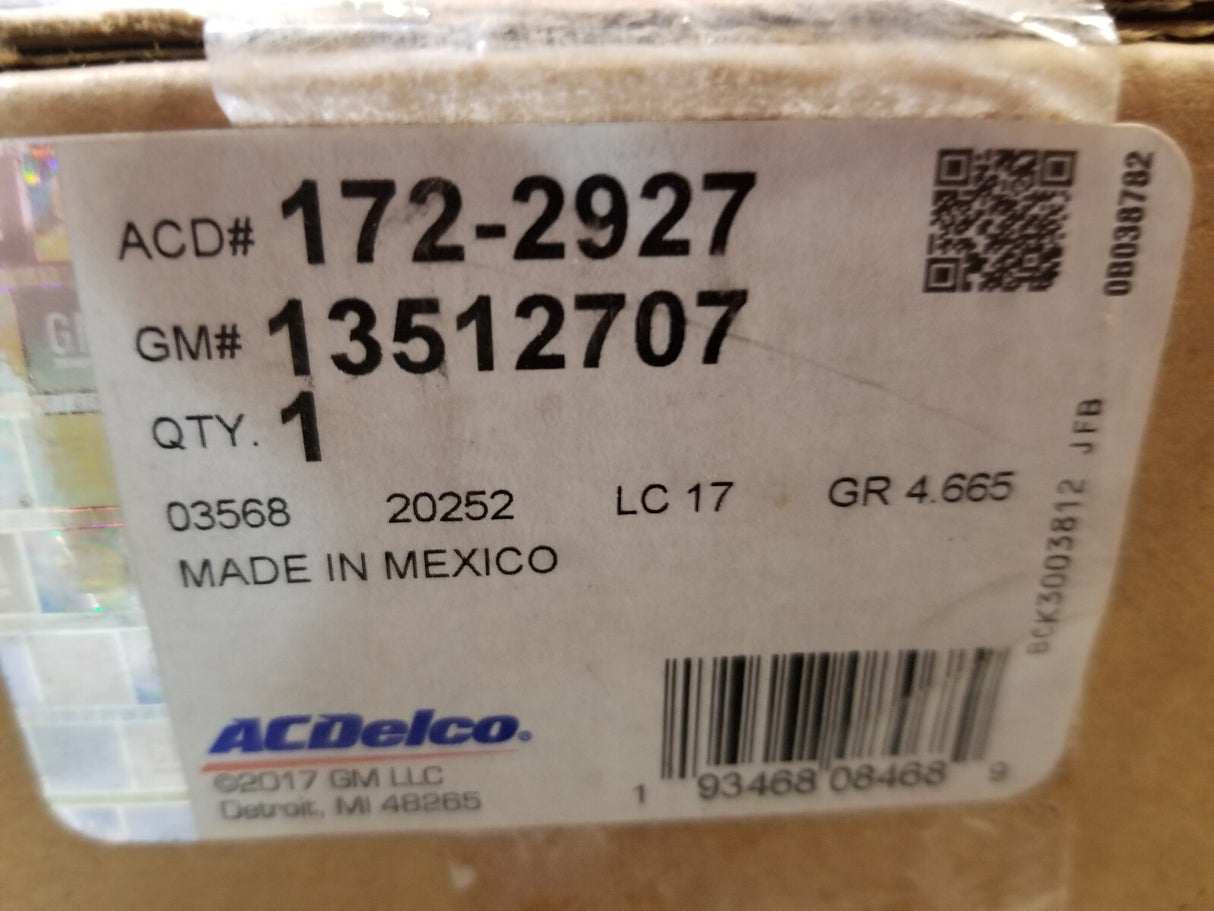 ACD# 172-2927
GM# 13512707
QTY. 1
03568 20252 LC 17 GR 4.665
MADE IN MEXICO
ACDelco®
©2017 GM LLC
Detroit, MI 48265
1 93468 08468 9
0B038782
BCK3003812 JFB